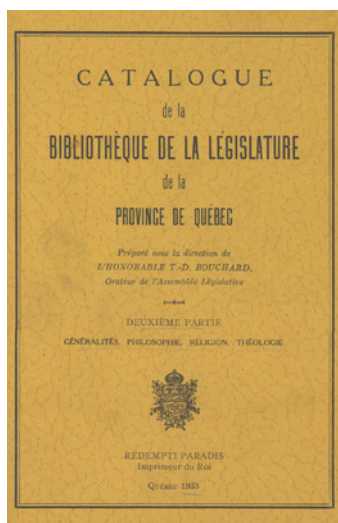 CATALOGUE
de la
BIBLIOTHÈQUE DE LA LÉGISLATURE
de la
PROVINCE DE QUÉBEC
Préparé sous la direction de
L'HONORABLE T.-D. BOUCHARD,
Orateur de l'Assemblée Législative
DEUXIÈME PARTIE
GÉNÉRALITÉS, PHILOSOPHIE, RELIGION, THÉOLOGIE
RÉDEMPTI PARADIS
Imprimeur du Roi
Québec 1933